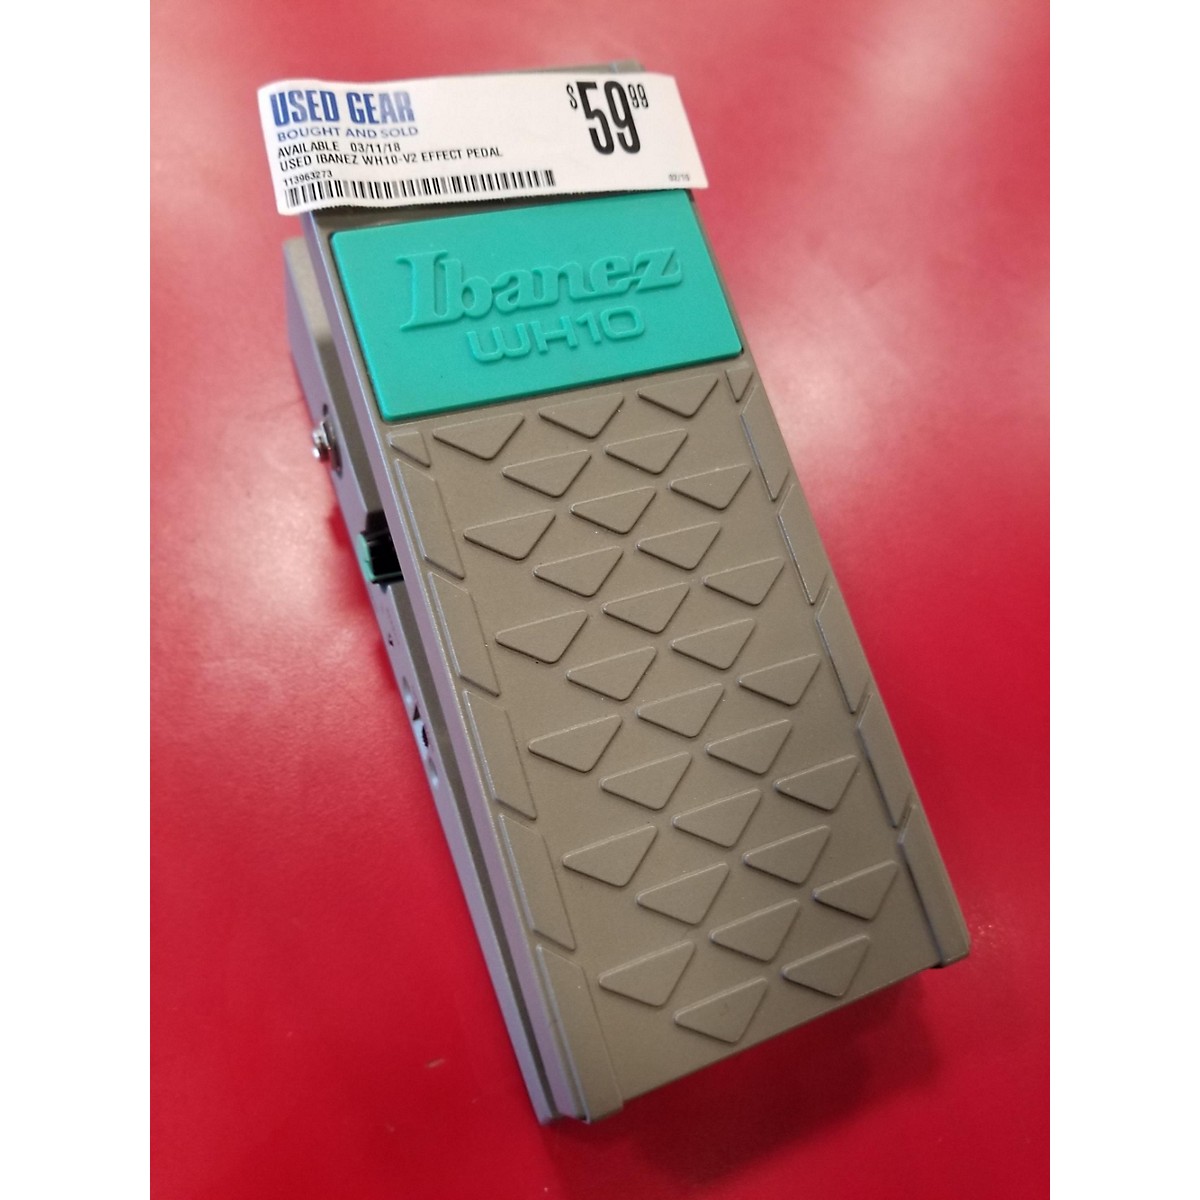 USED GEAR
BOUGHT AND SOLD
AVAILABLE 03/11/18
USED IBANEZ WH10-V2 EFFECT PEDAL
113963273
$59.99
Ibanez
WH10